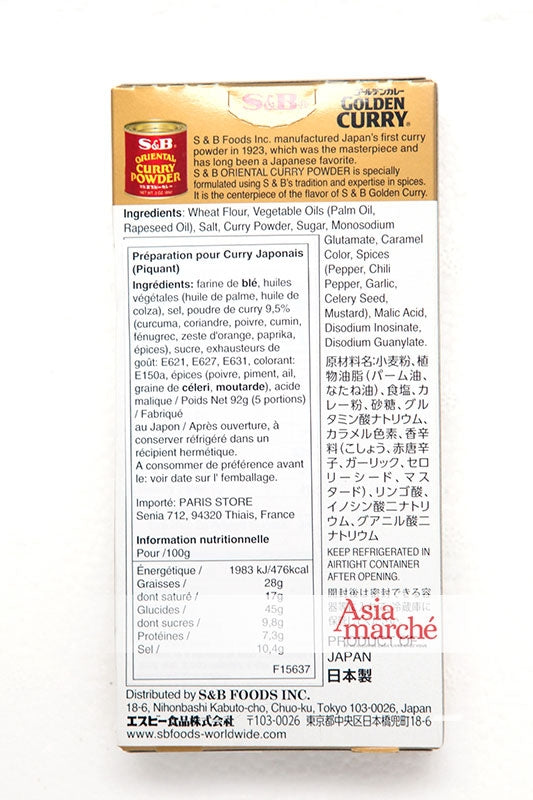 S&B
ゴールデンカレー
GOLDEN
CURRY®
S&B
ORIENTAL
CURRY
POWDER
NET WT. 3 OZ.
S & B Foods Inc. manufactured Japan's first curry
powder in 1923, which was the masterpiece and
has long been a Japanese favorite.
S & B ORIENTAL CURRY POWDER is specially
formulated using S & B's tradition and expertise in spices.
It is the centerpiece of the flavor of S & B Golden Curry.
Ingredients: Wheat Flour, Vegetable Oils (Palm Oil,
Rapeseed Oil), Salt, Curry Powder, Sugar, Monosodium
Glutamate, Caramel
Color, Spices
(Pepper, Chili
Pepper, Garlic,
Celery Seed,
Mustard), Malic Acid,
Disodium Inosinate,
Disodium Guanylate.
原材料名:小麦粉、植
物油脂(パーム油、
なたね油)、食塩、カ
レー粉、砂糖、グル
タミン酸ナトリウム、
カラメル色素、香辛
料(こしょう、赤唐辛
子、ガーリック、セロ
リーシード、マス
タード)、リンゴ酸、
イノシン酸二ナトリ
ウム、グアニル酸二
ナトリウム
KEEP REFRIGERATED IN
AIRTIGHT CONTAINER
AFTER OPENING.
開封後は密封できる容
PRODUCT OF
JAPAN
日本製
Préparation pour Curry Japonais
(Piquant)
Ingrédients: farine de blé, huiles
végétales (huile de palme, huile de
colza), sel, poudre de curry 9,5%
(curcuma, coriandre, poivre, cumin,
fénugrec, zeste d'orange, paprika,
épices), sucre, exhausteurs de
goût: E621, E627, E631, colorant:
E150a, épices (poivre, piment, ail,
graine de céleri, moutarde), acide
malique / Poids Net 92g (5 portions)
/ Fabriqué
au Japon / Après ouverture, à
conserver réfrigéré dans un
récipient hermétique.
A consommer de préférence avant
le: voir date sur l' femballage.
Importé: PARIS STORE
Senia 712, 94320 Thiais, France
Information nutritionnelle
Pour /100g
Énergétique / 1983 kJ/476kcal
Graisses / 28g
dont saturé / 17g
Glucides / 45g
dont sucres / 9,8g
Protéines / 7,3g
Sel / 10,4g
F15637
Asia
marché
Distributed by S&B FOODS INC.
18-6, Nihonbashi Kabuto-cho, Chuo-ku, Tokyo 103-0026, Japan
エスビー食品株式会社 〒103-0026 東京都中央区日本橋兜町18-6
www.sbfoods-worldwide.com